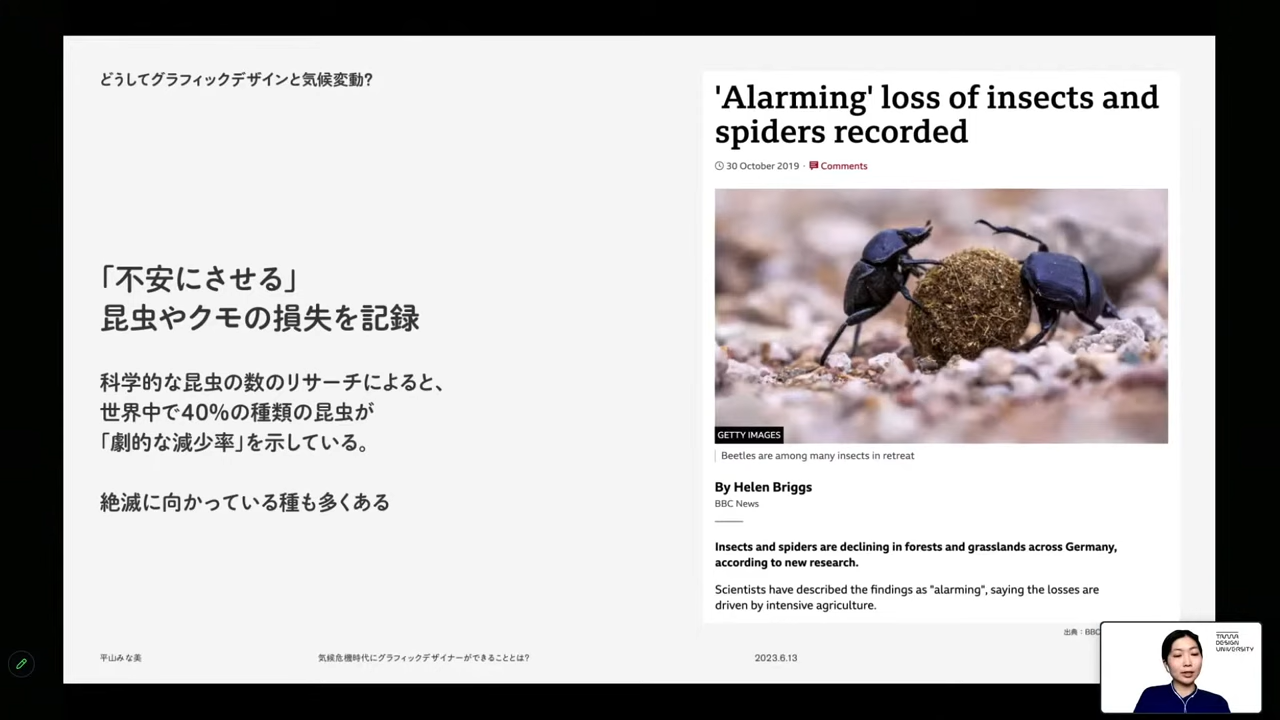 どうしてグラフィックデザインと気候変動?
「不安にさせる」
昆虫やクモの損失を記録
科学的な昆虫の数のリサーチによると、
世界中で40%の種類の昆虫が
「劇的な減少率」を示している。
絶滅に向かっている種も多くある
'Alarming' loss of insects and
spiders recorded
30 October 2019 · Comments
GETTY IMAGES
Beetles are among many insects in retreat
By Helen Briggs
BBC News
Insects and spiders are declining in forests and grasslands across Germany,
according to new research.
Scientists have described the findings as "alarming", saying the losses are
driven by intensive agriculture.
出典：BBC
平山みな美
気候危機時代にグラフィックデザイナーができることとは?
2023.6.13
TAMA
DESIGN
UNIVERSITY